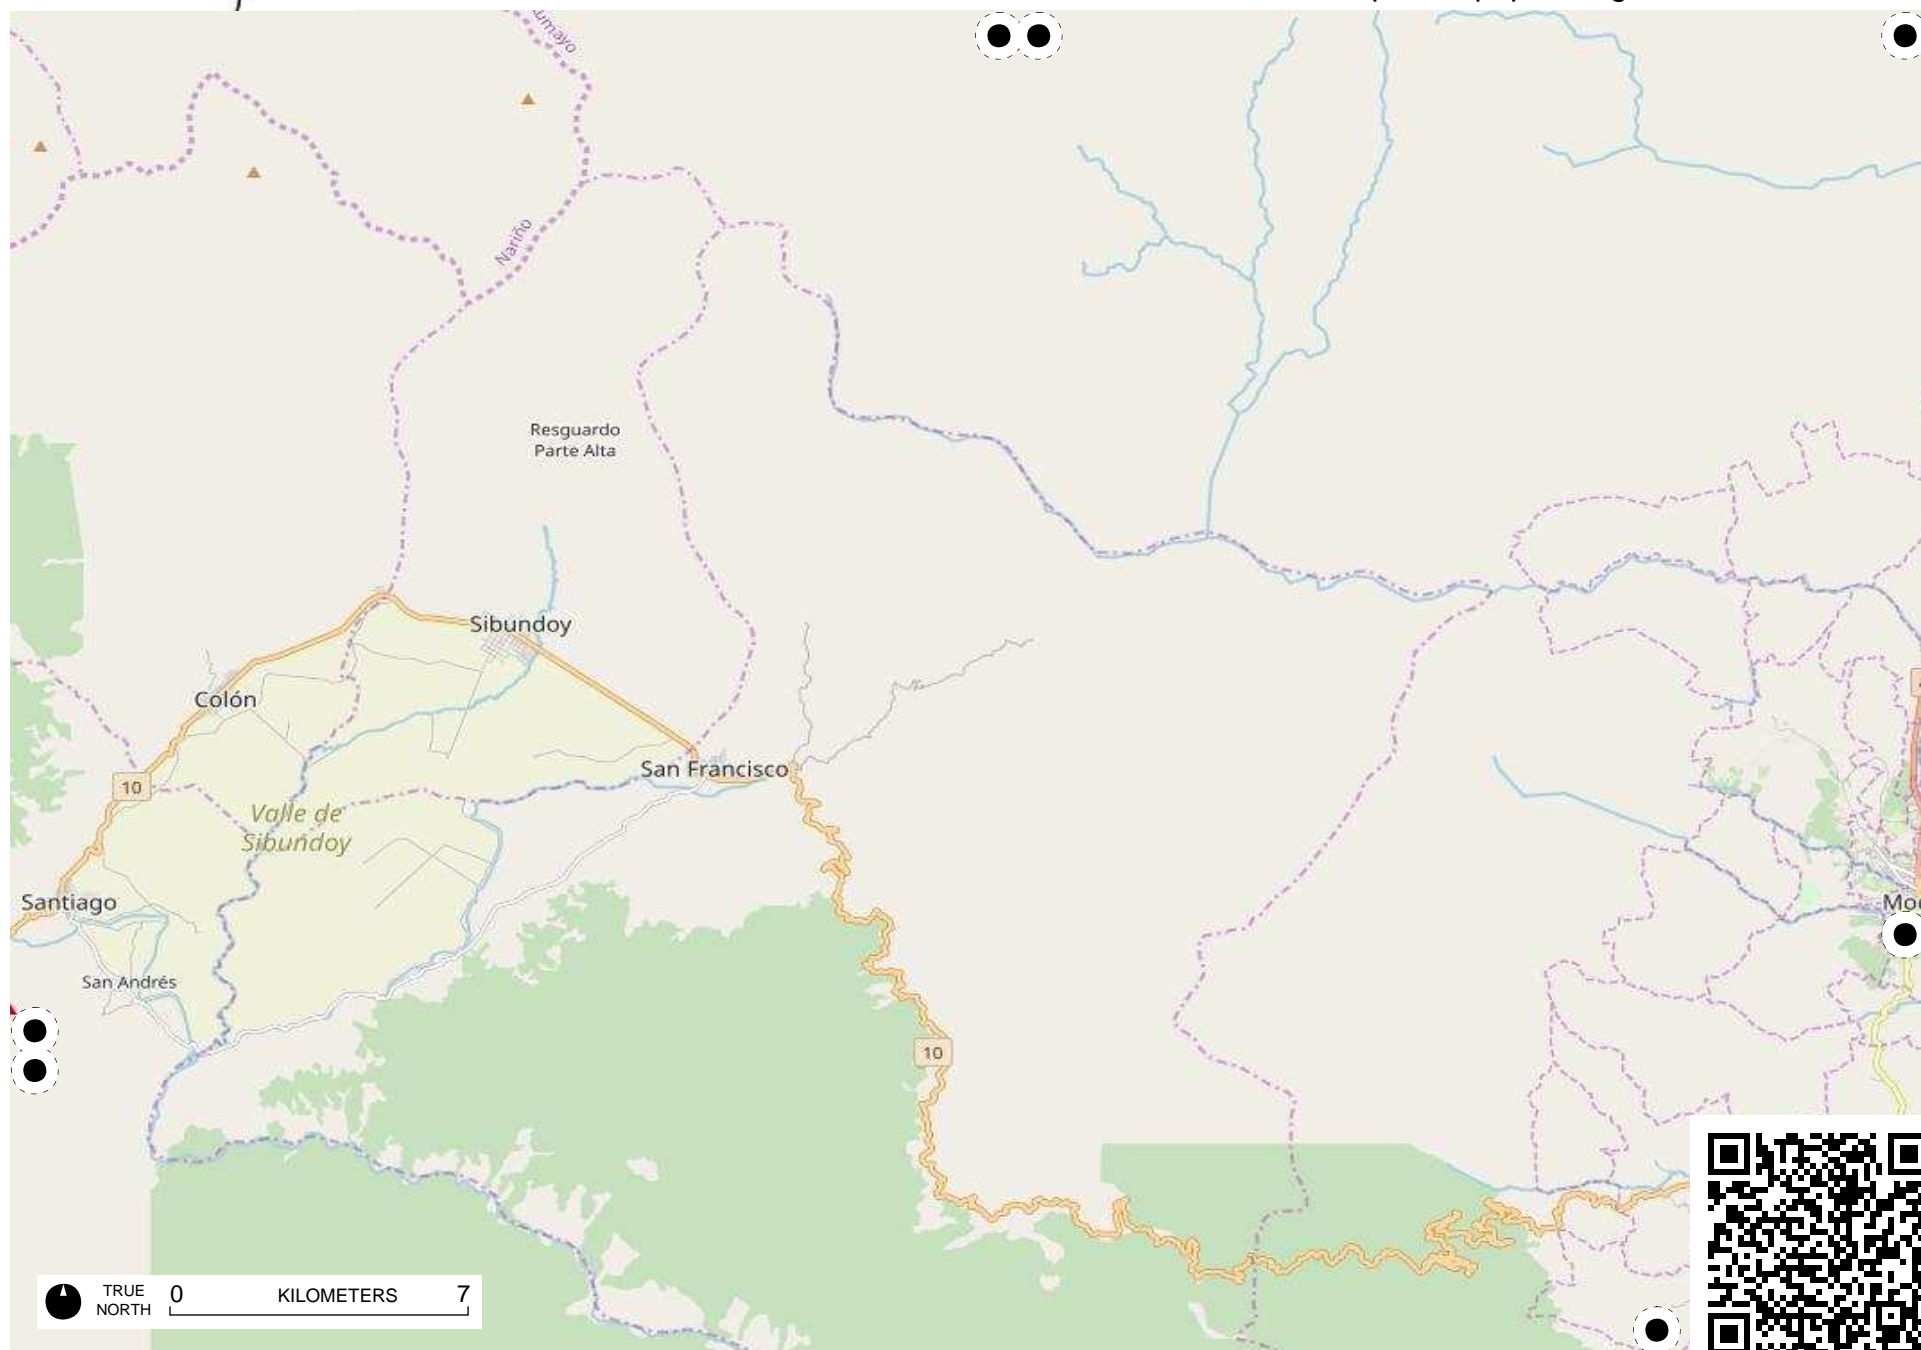 Nariño
Resguardo
Parte Alta
Sibundoy
Colón
San Francisco
10
Valle de
Sibundoy
Santiago
San Andrés
10
TRUE
NORTH
0
KILOMETERS
7